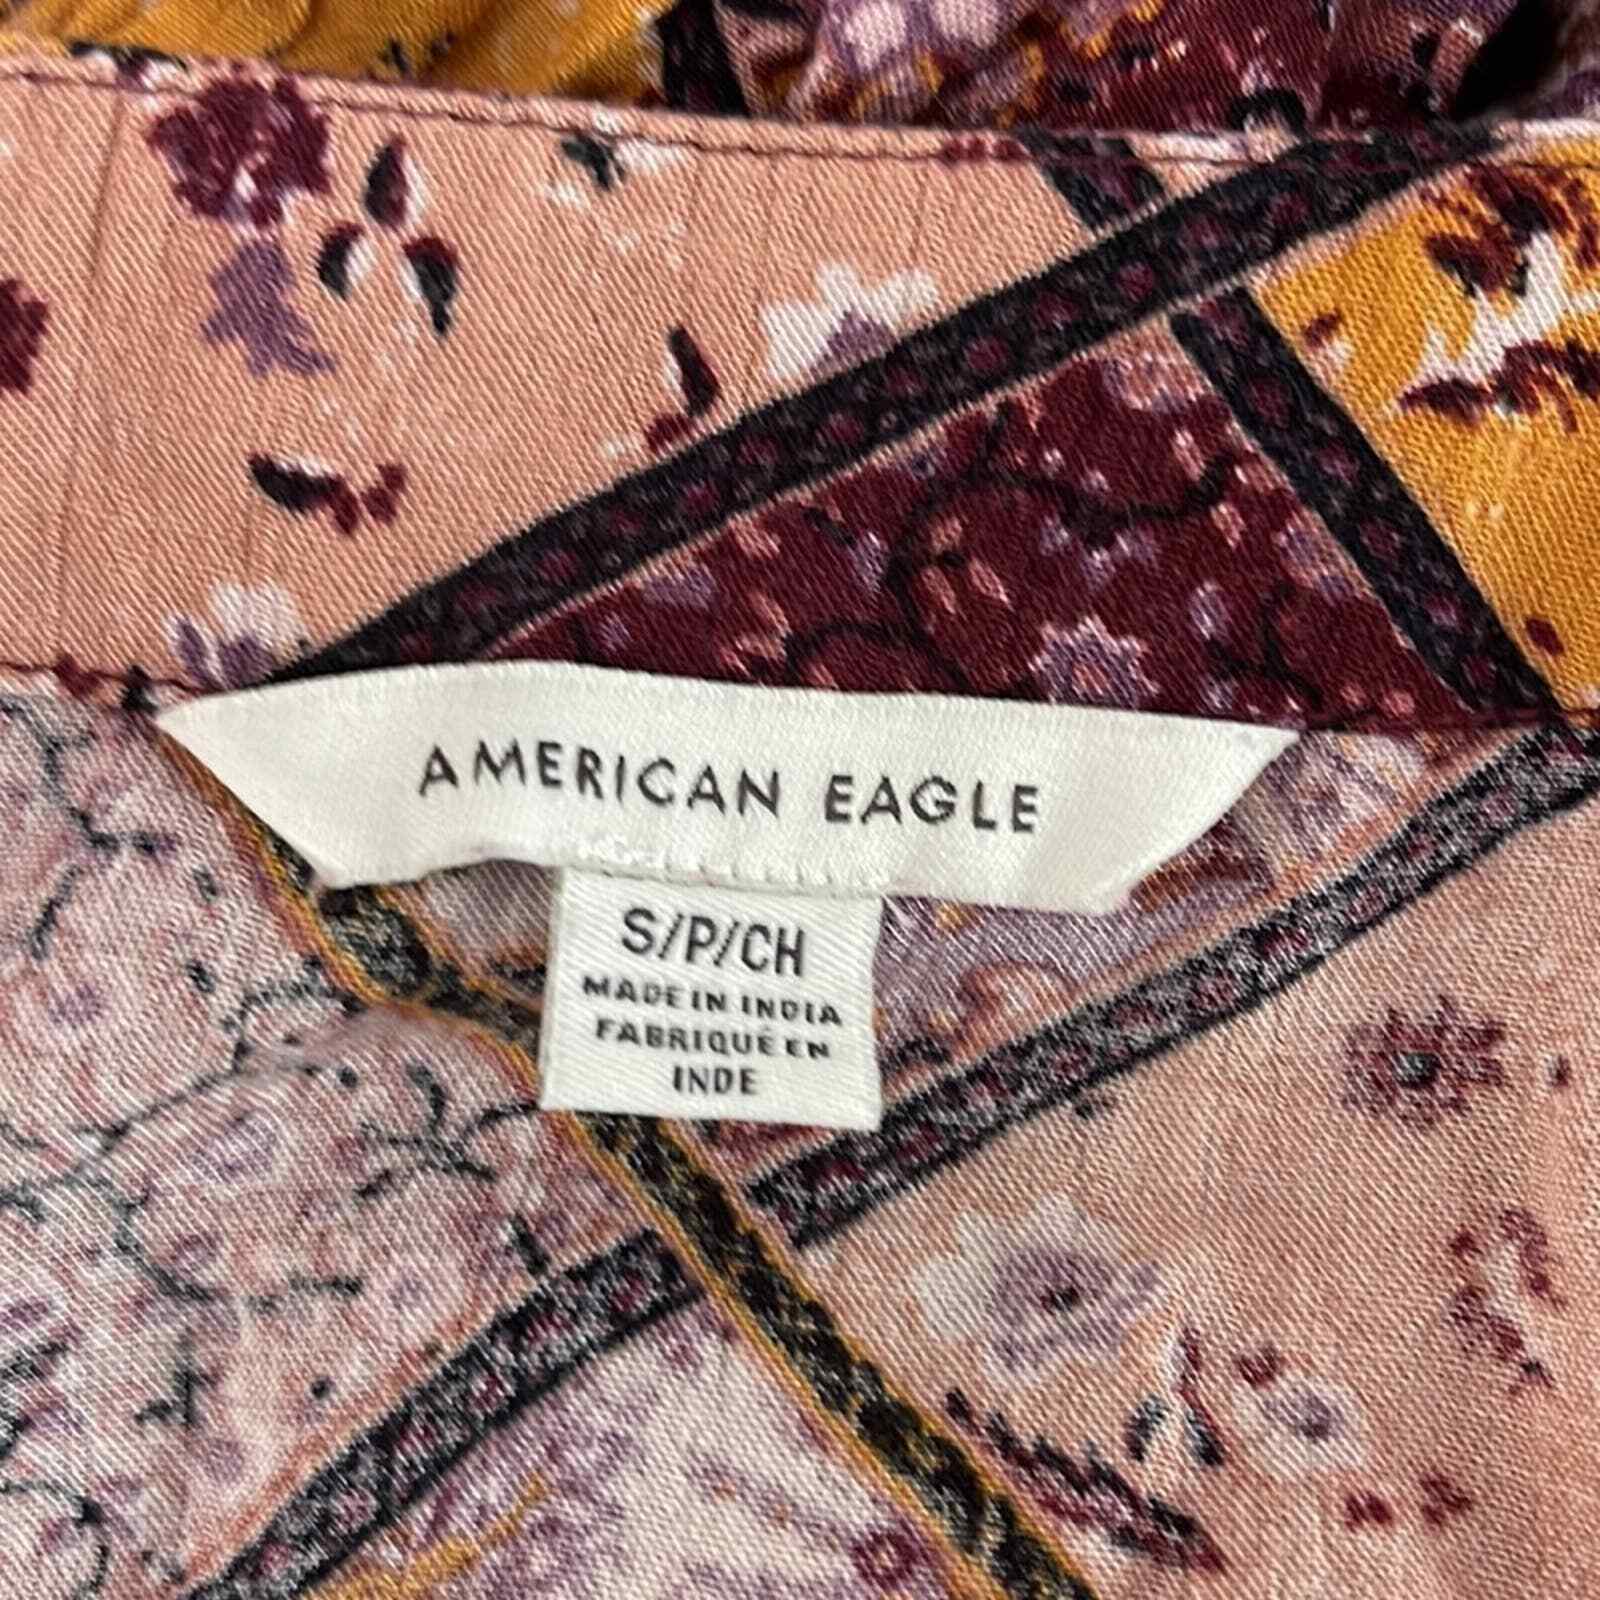 AMERICAN EAGLE
S/P/CH
MADE IN INDIA
FABRIQUÉ EN
INDE